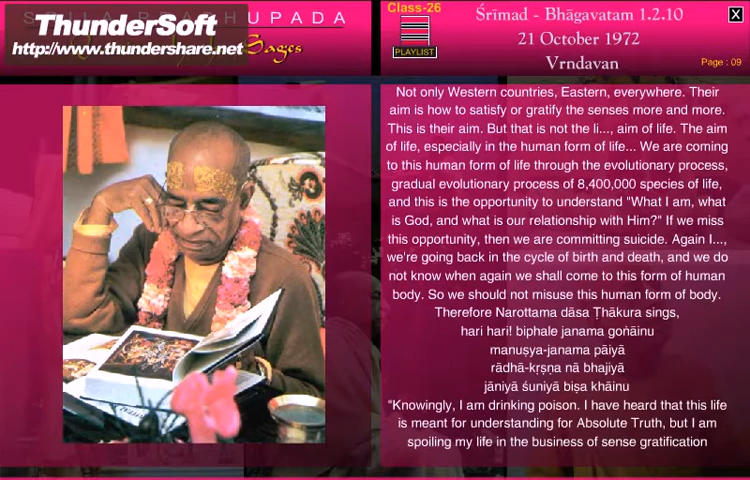 SRILA PRABHUPADA
ThunderSoft
http://www.thundershare.net
Sages
Class-26
PLAYLIST
Śrīmad - Bhāgavatam 1.2.10
21 October 1972
Vrndavan
X
Page : 09
Not only Western countries, Eastern, everywhere. Their
aim is how to satisfy or gratify the senses more and more.
This is their aim. But that is not the li..., aim of life. The aim
of life, especially in the human form of life... We are coming
to this human form of life through the evolutionary process,
gradual evolutionary process of 8,400,000 species of life,
and this is the opportunity to understand "What I am, what
is God, and what is our relationship with Him?" If we miss
this opportunity, then we are committing suicide. Again I...,
we're going back in the cycle of birth and death, and we do
not know when again we shall come to this form of human
body. So we should not misuse this human form of body.
Therefore Narottama dāsa Ṭhākura sings,
hari hari! biphale janama goṅāinu
manuṣya-janama pāiyā
rādhā-kṛṣṇa nā bhajiyā
jāniyā śuniyā biṣa khāinu
"Knowingly, I am drinking poison. I have heard that this life
is meant for understanding for Absolute Truth, but I am
spoiling my life in the business of sense gratification